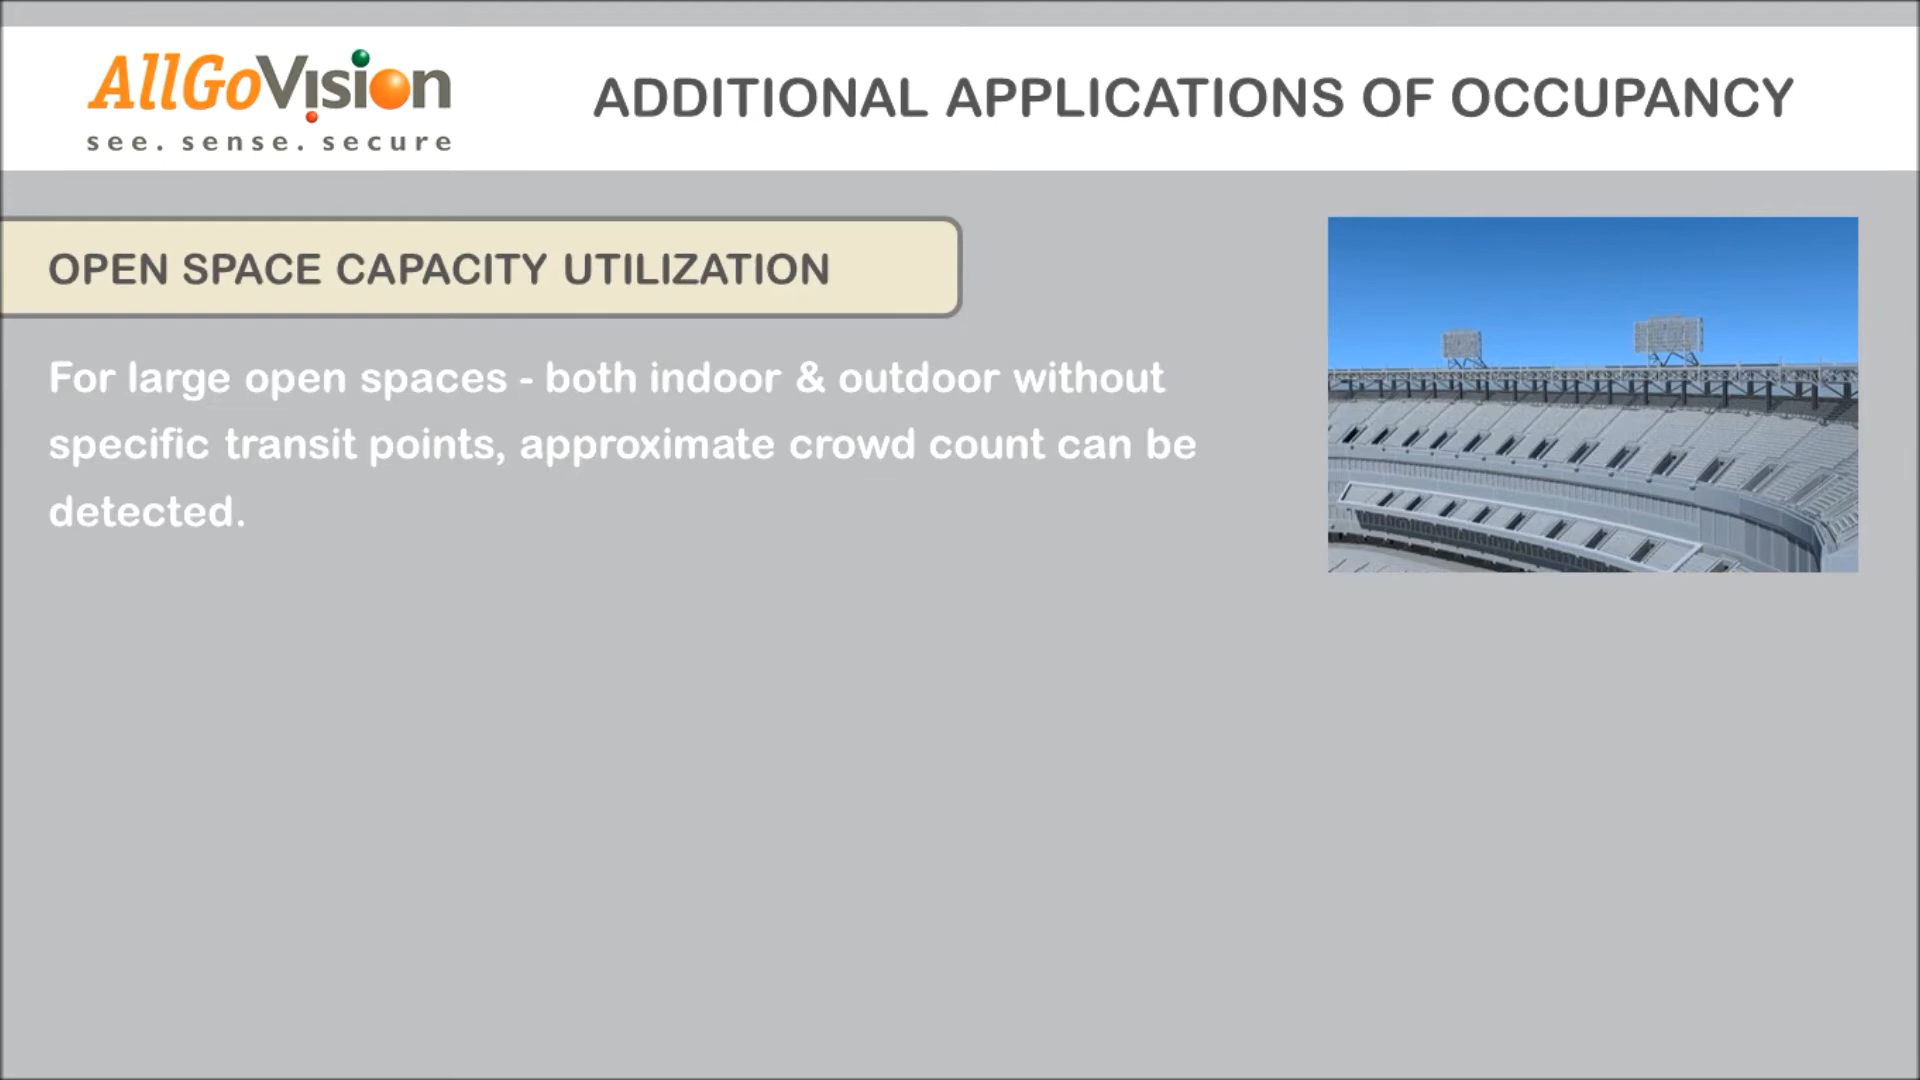 AllGoVision
see. sense. secure
ADDITIONAL APPLICATIONS OF OCCUPANCY
OPEN SPACE CAPACITY UTILIZATION
For large open spaces - both indoor & outdoor without
specific transit points, approximate crowd count can be
detected.